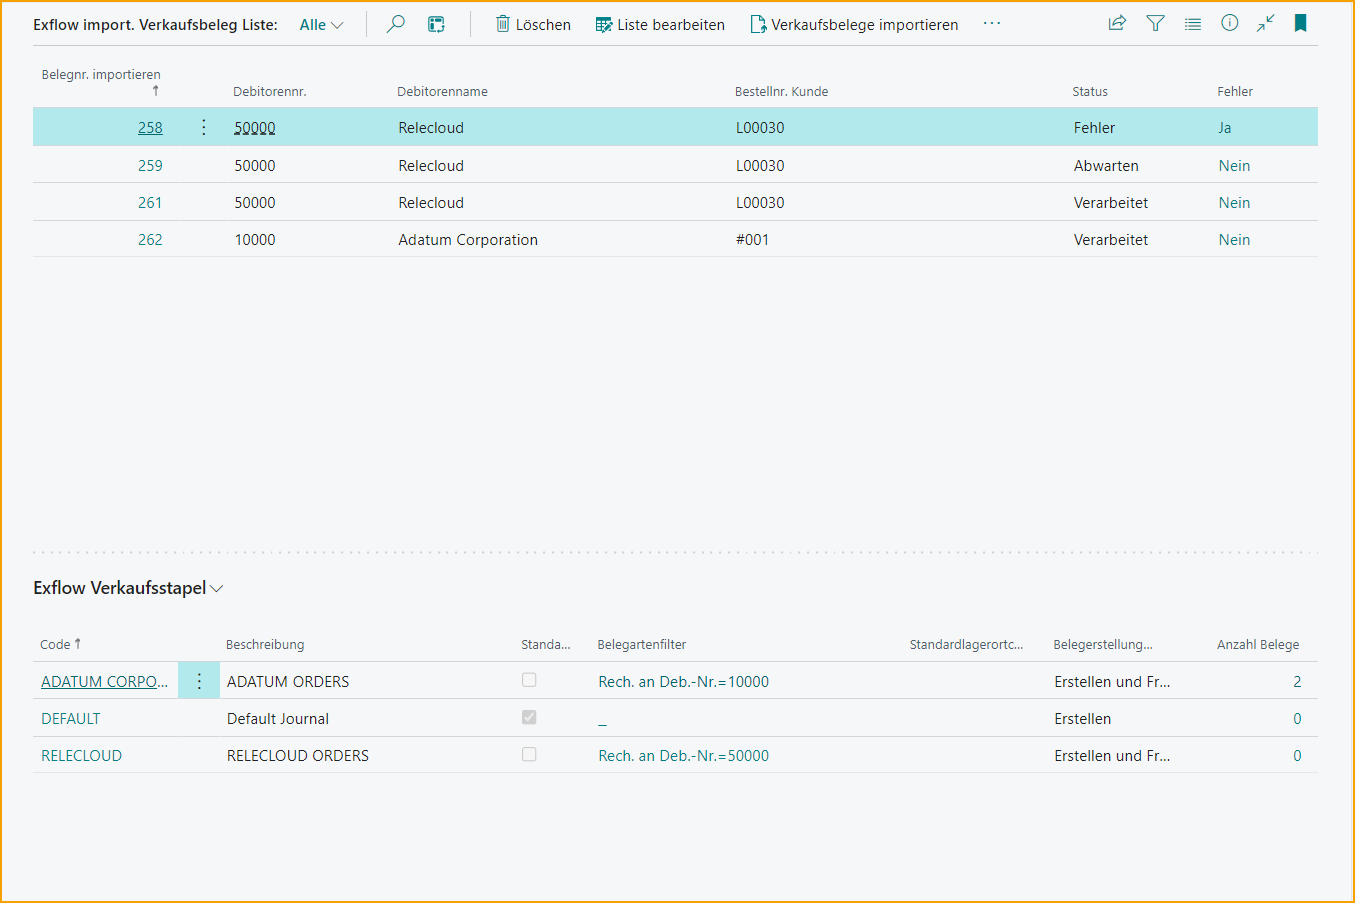 Exflow import. Verkaufsbeleg Liste: Alle Löschen Liste bearbeiten Verkaufsbelege importieren ...
Belegnr. importieren ↑ Debitorennr. Debitorenname Bestellnr. Kunde Status Fehler
258 50000 Relecloud L00030 Fehler Ja
259 50000 Relecloud L00030 Abwarten Nein
261 50000 Relecloud L00030 Verarbeitet Nein
262 10000 Adatum Corporation #001 Verarbeitet Nein
Exflow Verkaufsstapel
Code ↑ Beschreibung Standa... Belegartenfilter Standardlagerortc... Belegerstellung... Anzahl Belege
ADATUM CORPO... ADATUM ORDERS Rech. an Deb.-Nr.=10000 Erstellen und Fr... 2
DEFAULT Default Journal _ Erstellen 0
RELECLOUD RELECLOUD ORDERS Rech. an Deb.-Nr.=50000 Erstellen und Fr... 0